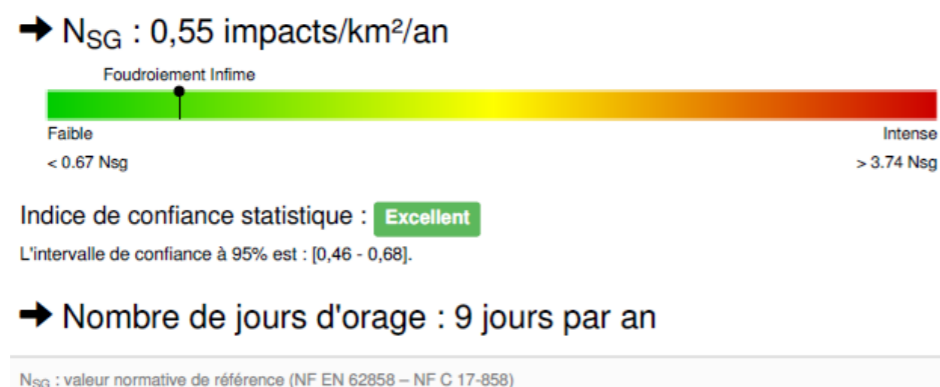 ➜ NSG : 0,55 impacts/km²/an
Foudroiement Infime
Faible Intense
< 0.67 Nsg > 3.74 Nsg
Indice de confiance statistique : Excellent
L'intervalle de confiance à 95% est : [0,46 - 0,68].
➜ Nombre de jours d'orage : 9 jours par an
NSG : valeur normative de référence (NF EN 62858 – NF C 17-858)